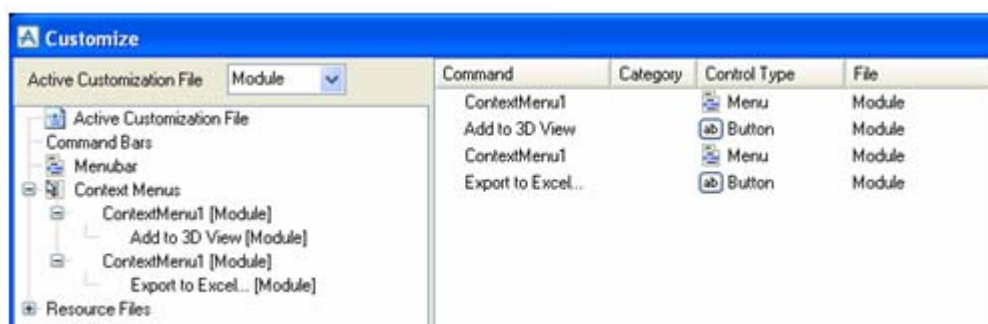 Customize
Active Customization File Module
Active Customization File
Command Bars
Menubar
Context Menus
ContextMenu1 [Module]
Add to 3D View [Module]
ContextMenu1 [Module]
Export to Excel... [Module]
Resource Files
Command Category Control Type File
ContextMenu1 Menu Module
Add to 3D View ab Button Module
ContextMenu1 Menu Module
Export to Excel... ab Button Module